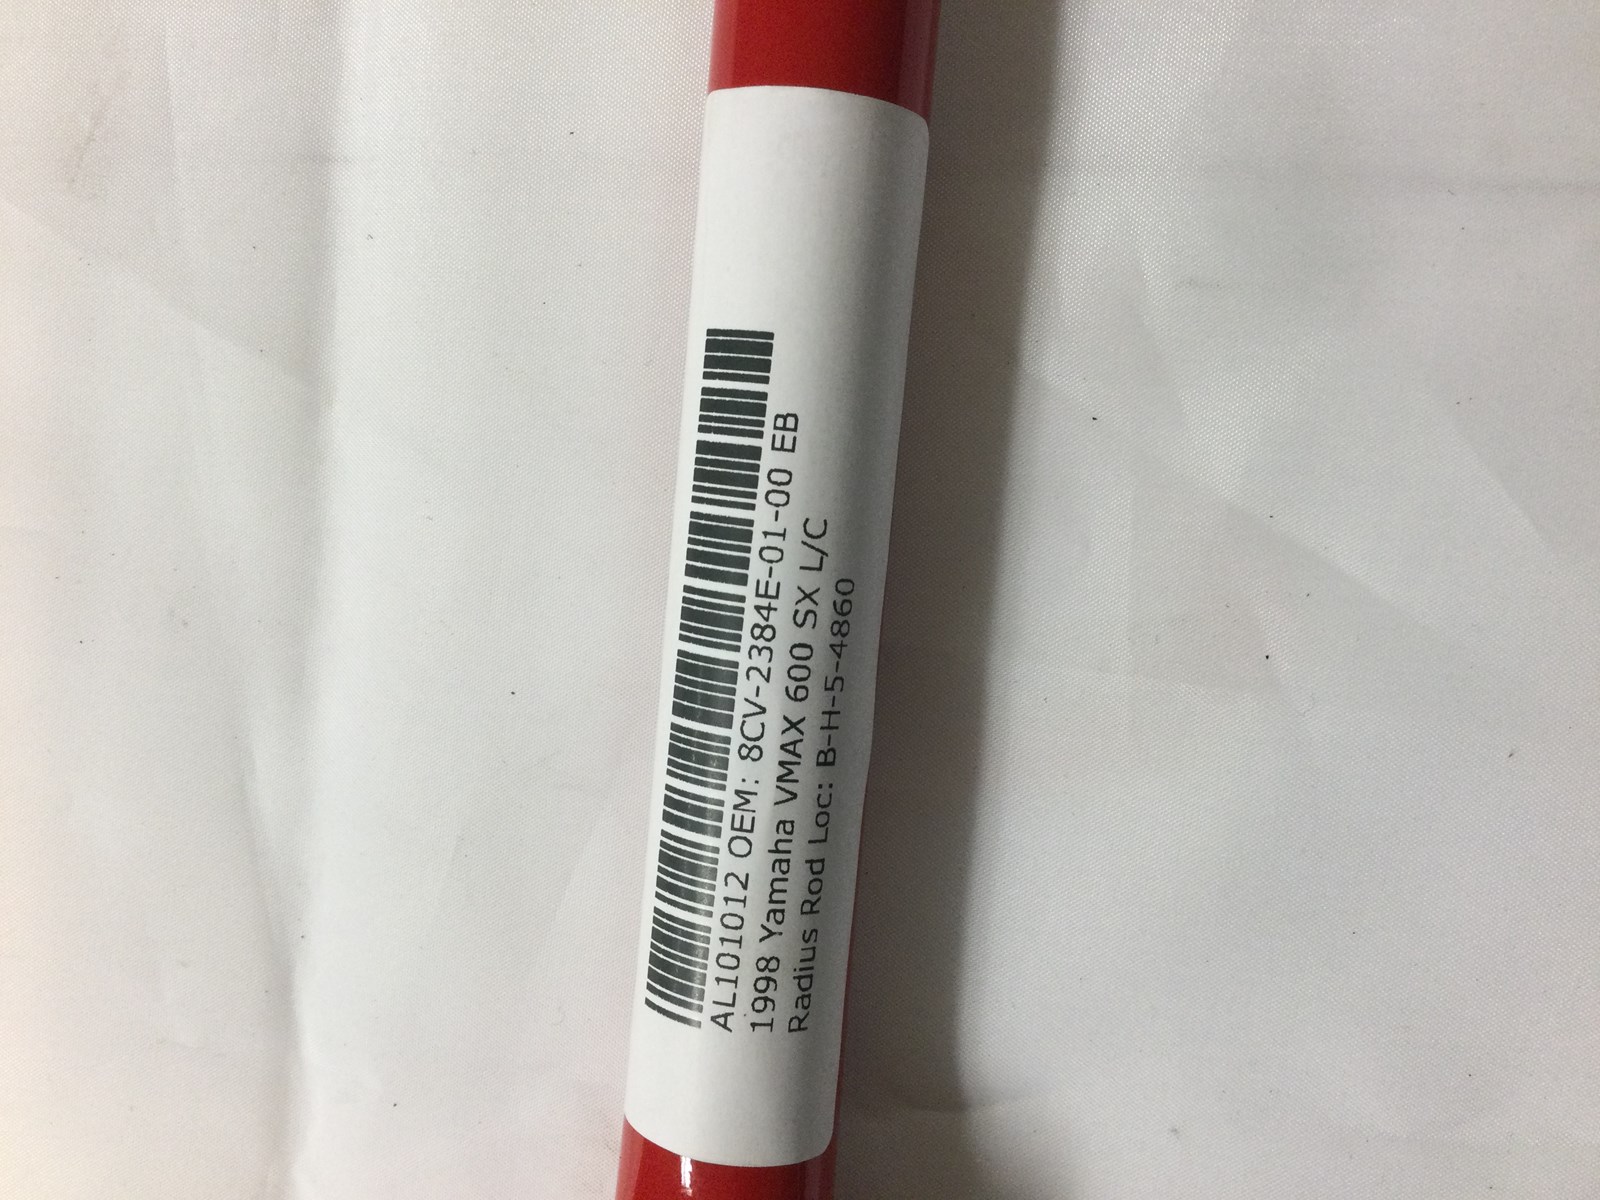 AL101012 OEM: 8CV-2384E-01-00 EB
1998 Yamaha VMAX 600 SX L/C
Radius Rod Loc: B-H-5-4860